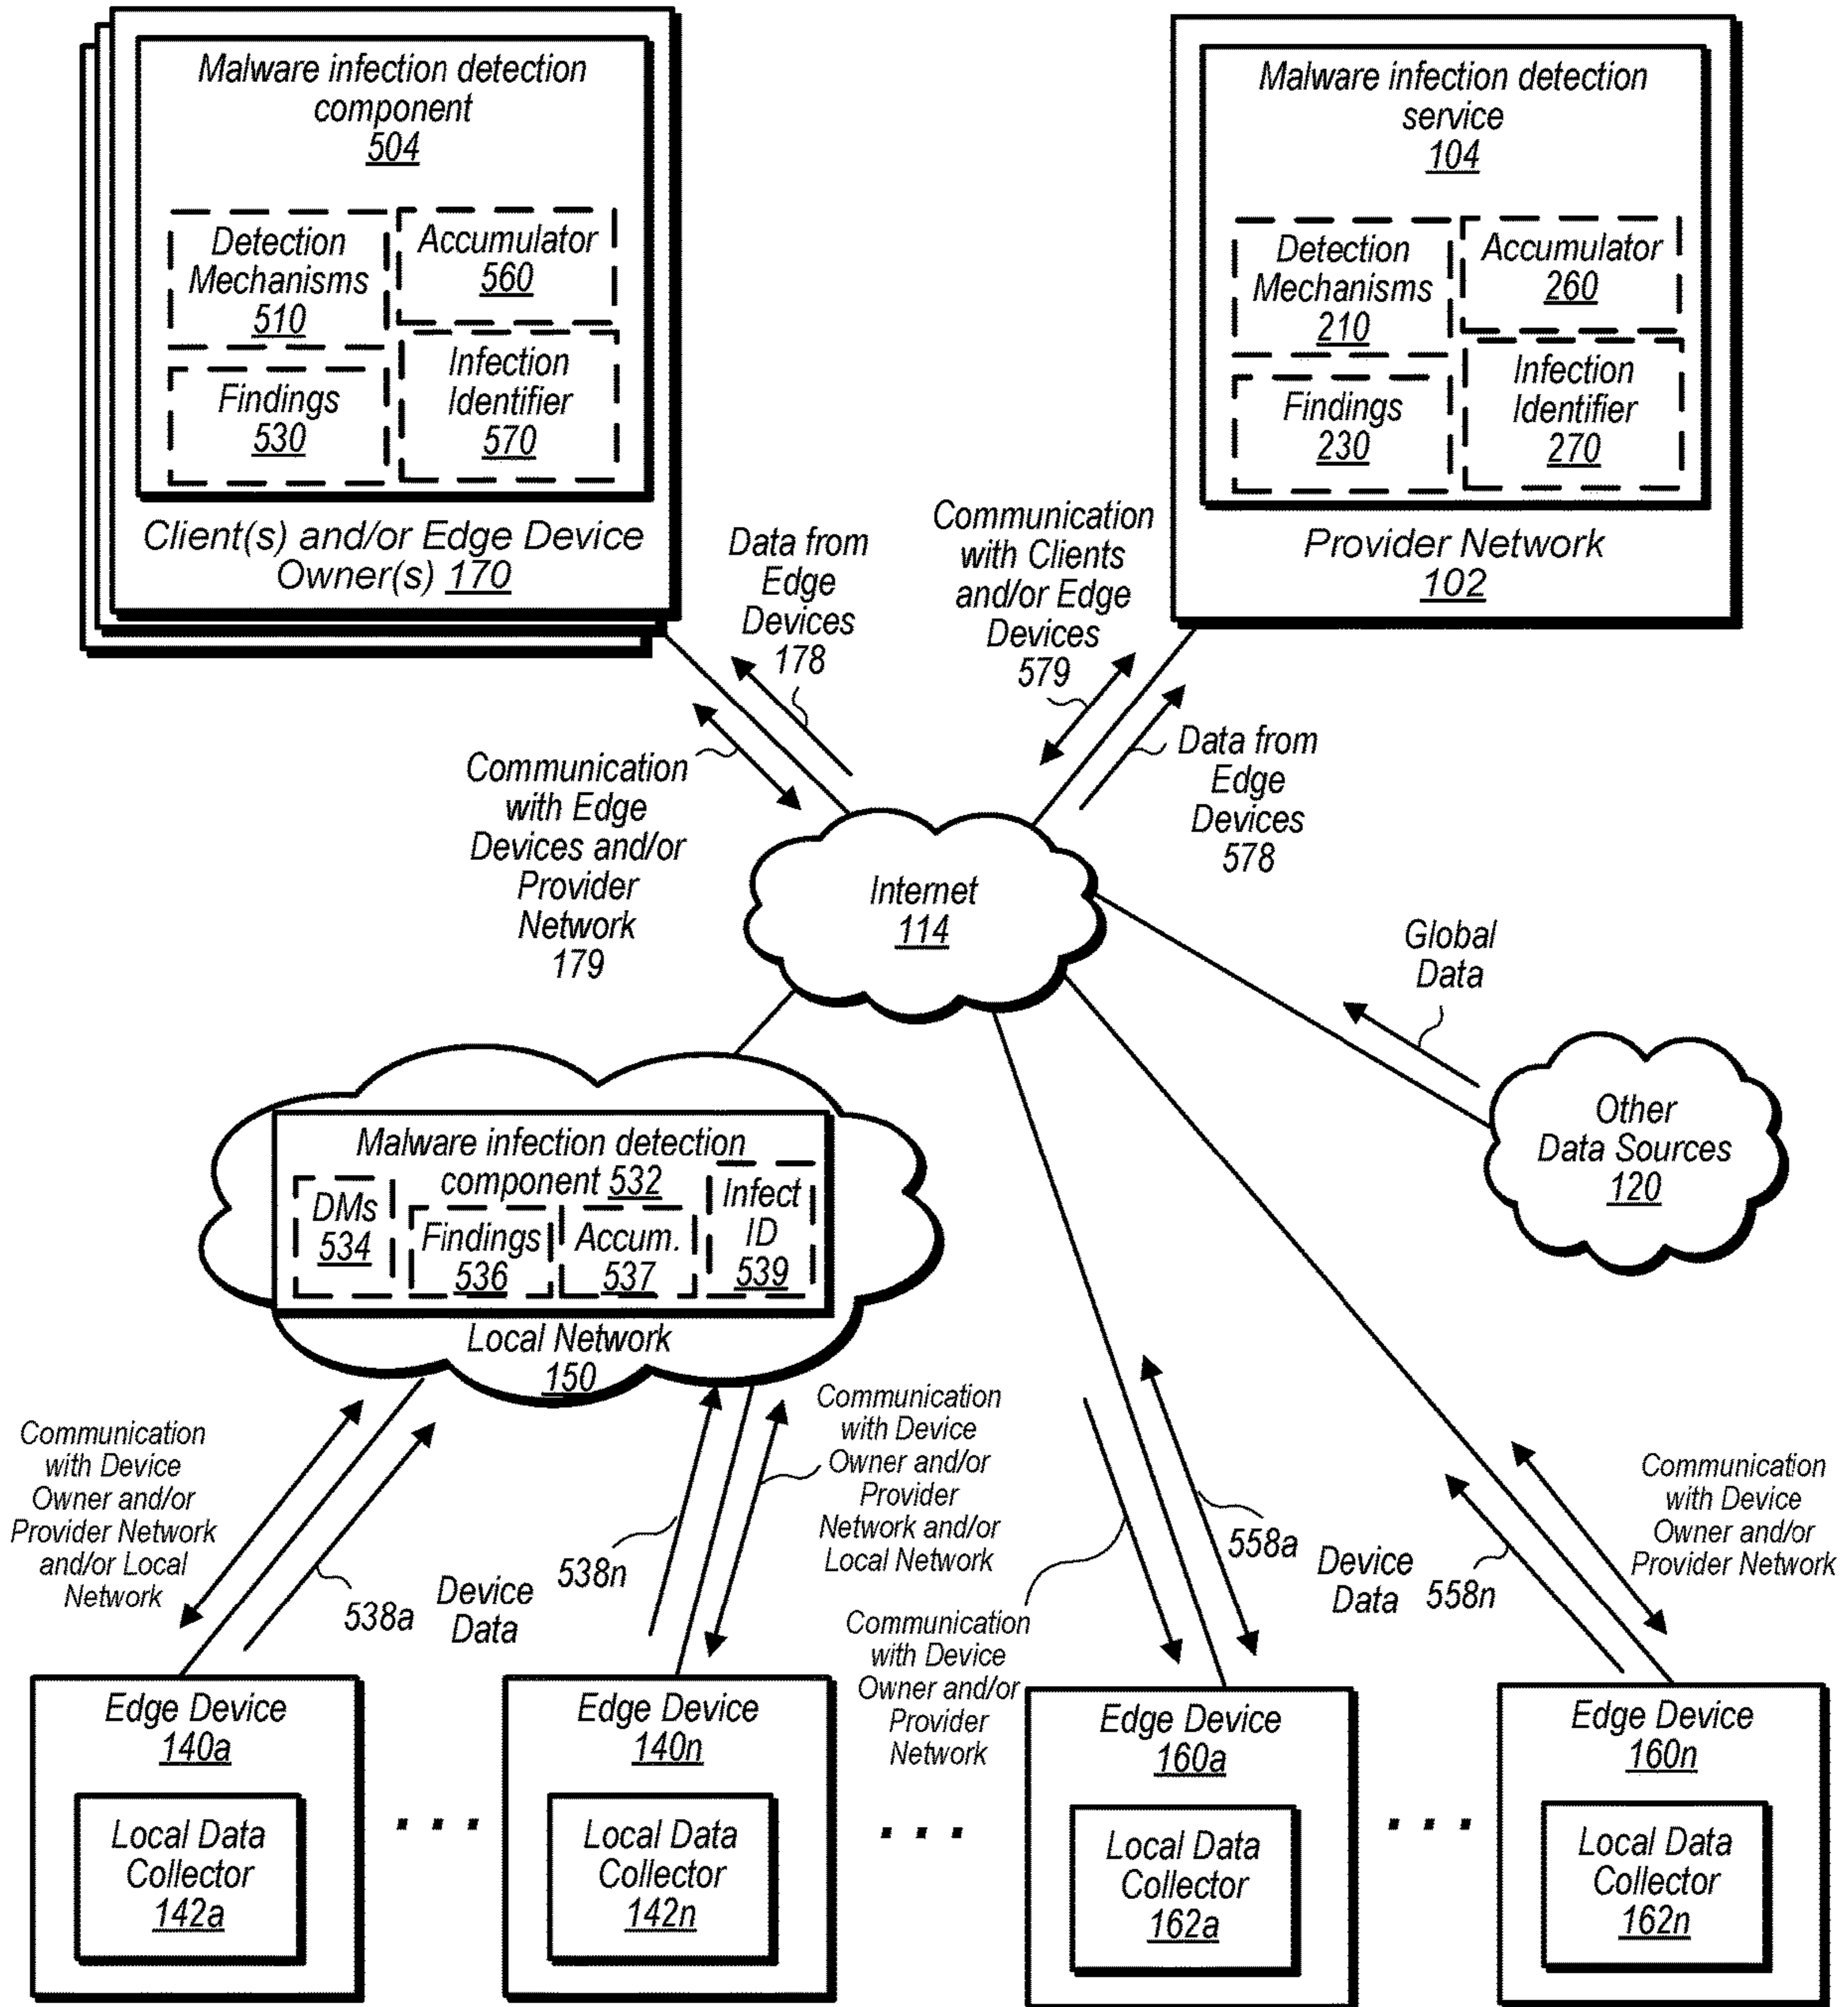 Malware infection detection
component
504
Detection
Mechanisms
510
Accumulator
560
Findings
530
Infection
Identifier
570
Client(s) and/or Edge Device
Owner(s) 170
Malware infection detection
service
104
Detection
Mechanisms
210
Accumulator
260
Findings
230
Infection
Identifier
270
Provider Network
102
Data from
Edge
Devices
178
Communication
with Clients
and/or Edge
Devices
579
Communication
with Edge
Devices and/or
Provider
Network
179
Data from
Edge
Devices
578
Internet
114
Global
Data
Other
Data Sources
120
Malware infection detection
component 532
DMs
534
Findings
536
Accum.
537
Infect
ID
539
Local Network
150
Communication
with Device
Owner and/or
Provider Network
and/or Local
Network
538a
Device
Data
538n
Communication
with Device
Owner and/or
Provider
Network and/or
Local Network
Communication
with Device
Owner and/or
Provider
Network
558a
Device
Data
558n
Communication
with Device
Owner and/or
Provider Network
Edge Device
140a
Local Data
Collector
142a
. . .
Edge Device
140n
Local Data
Collector
142n
. . .
Edge Device
160a
Local Data
Collector
162a
. . .
Edge Device
160n
Local Data
Collector
162n